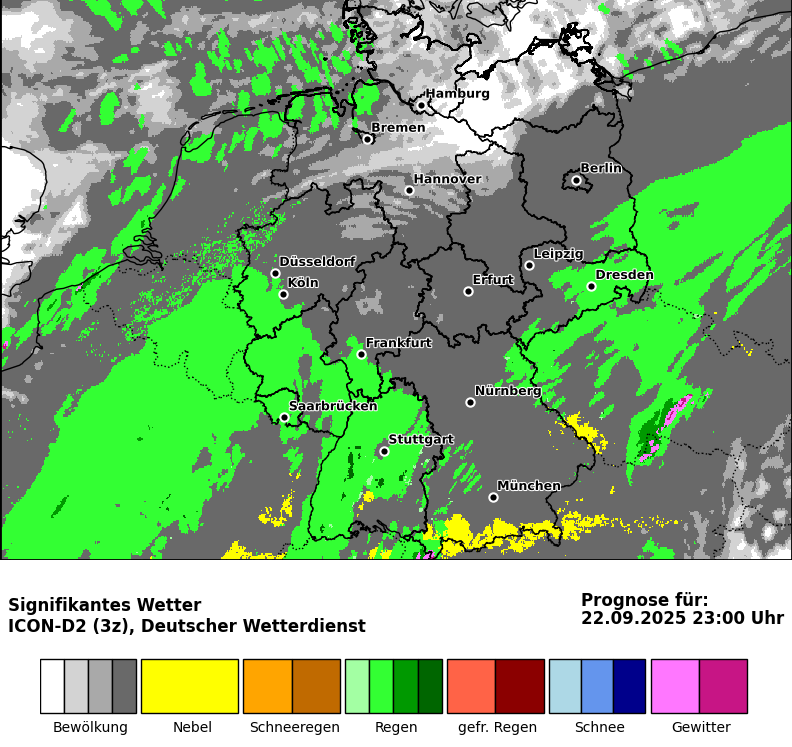 Hamburg
Bremen
Berlin
Hannover
Leipzig
Düsseldorf
Dresden
Erfurt
Köln
Frankfurt
Nürnberg
Saarbrücken
Stuttgart
München
Signifikantes Wetter
ICON-D2 (3z), Deutscher Wetterdienst
Prognose für:
22.09.2025 23:00 Uhr
Bewölkung
Nebel
Schneeregen
Regen
gefr. Regen
Schnee
Gewitter